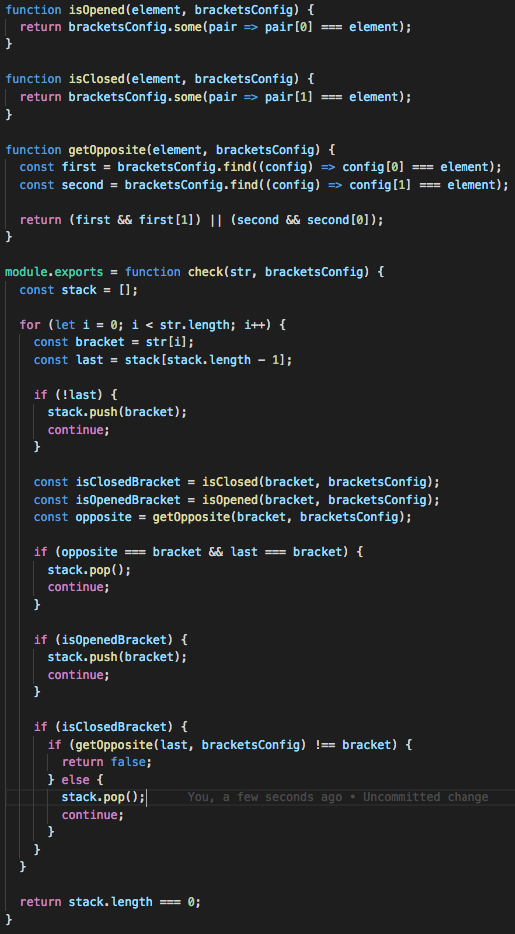 function isOpened(element, bracketsConfig) {
  return bracketsConfig.some(pair => pair[0] === element);
}

function isClosed(element, bracketsConfig) {
  return bracketsConfig.some(pair => pair[1] === element);
}

function getOpposite(element, bracketsConfig) {
  const first = bracketsConfig.find((config) => config[0] === element);
  const second = bracketsConfig.find((config) => config[1] === element);

  return (first && first[1]) || (second && second[0]);
}

module.exports = function check(str, bracketsConfig) {
  const stack = [];

  for (let i = 0; i < str.length; i++) {
    const bracket = str[i];
    const last = stack[stack.length - 1];

    if (!last) {
      stack.push(bracket);
      continue;
    }

    const isClosedBracket = isClosed(bracket, bracketsConfig);
    const isOpenedBracket = isOpened(bracket, bracketsConfig);
    const opposite = getOpposite(bracket, bracketsConfig);

    if (opposite === bracket && last === bracket) {
      stack.pop();
      continue;
    }

    if (isOpenedBracket) {
      stack.push(bracket);
      continue;
    }

    if (isClosedBracket) {
      if (getOpposite(last, bracketsConfig) !== bracket) {
        return false;
      } else {
        stack.pop();      You, a few seconds ago • Uncommitted change
        continue;
      }
    }
  }

  return stack.length === 0;
}